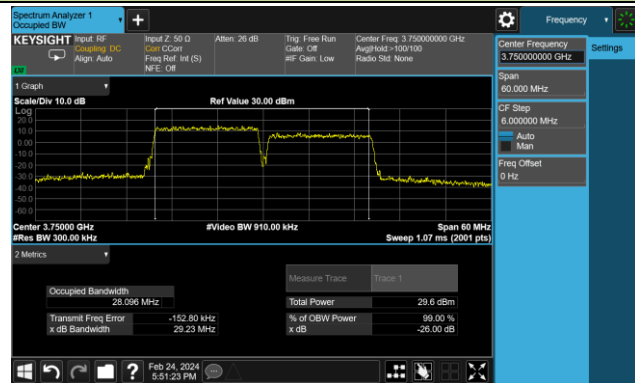 Spectrum Analyzer 1
Occupied BW
+
Frequency
KEYSIGHT
Input: RF
Coupling: DC
Align: Auto
Input Z: 50 Ω
Corr CCorr
Freq Ref: Int (S)
NFE: Off
Atten: 26 dB
Trig: Free Run
Gate: Off
#IF Gain: Low
Center Freq: 3.750000000 GHz
Avg|Hold:>100/100
Radio Std: None
Center Frequency
3.750000000 GHz
Settings
Span
60.000 MHz
CF Step
6.000000 MHz
Auto
Man
Freq Offset
0 Hz
1 Graph
Scale/Div 10.0 dB
Ref Value 30.00 dBm
Log
20.0
10.0
0.00
-10.0
-20.0
-30.0
-40.0
-50.0
-60.0
Center 3.75000 GHz
#Video BW 910.00 kHz
Span 60 MHz
#Res BW 300.00 kHz
Sweep 1.07 ms (2001 pts)
2 Metrics
Measure Trace
Trace 1
Occupied Bandwidth
28.096 MHz
Total Power
29.6 dBm
Transmit Freq Error
-152.80 kHz
% of OBW Power
99.00 %
x dB Bandwidth
29.23 MHz
x dB
-26.00 dB
?
Feb 24, 2024
5:51:23 PM